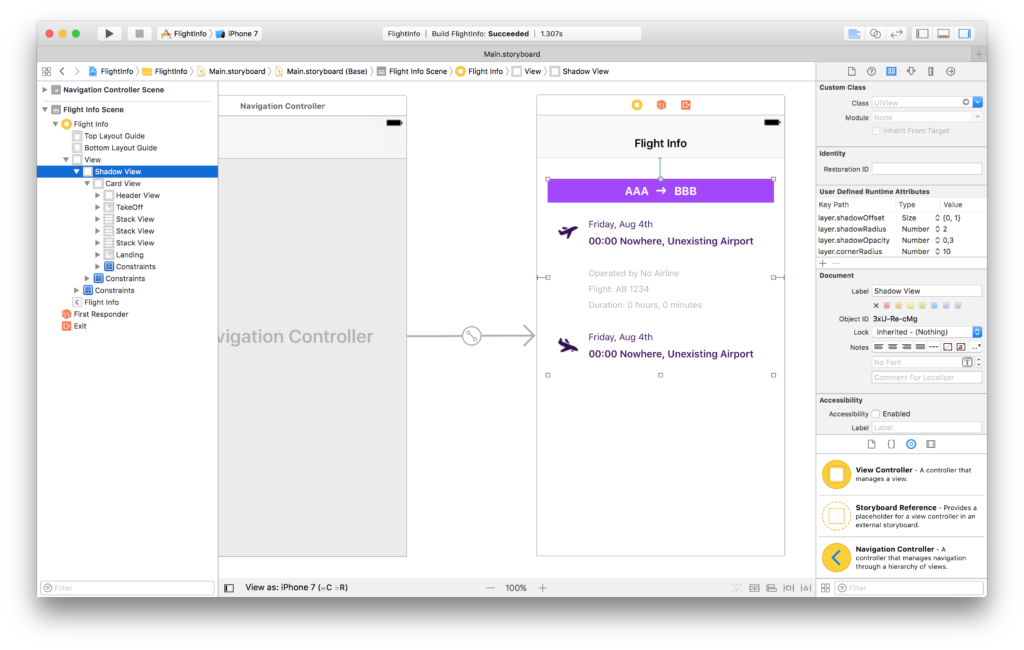 FlightInfo iPhone 7
FlightInfo | Build FlightInfo: Succeeded | 1.307s
Main.storyboard
FlightInfo FlightInfo Main.storyboard Main.storyboard (Base) Flight Info Scene Flight Info View Shadow View
Navigation Controller Scene
Flight Info Scene
Flight Info
Top Layout Guide
Bottom Layout Guide
View
Shadow View
Card View
Header View
TakeOff
Stack View
Stack View
Stack View
Landing
Constraints
Constraints
Constraints
Flight Info
First Responder
Exit
Filter
Navigation Controller
vigation Controller
Flight Info
AAA → BBB
Friday, Aug 4th
00:00 Nowhere, Unexisting Airport
Operated by No Airline
Flight: AB 1234
Duration: 0 hours, 0 minutes
Friday, Aug 4th
00:00 Nowhere, Unexisting Airport
View as: iPhone 7 (wC hR)
— 100% +
Custom Class
Class UIView
Module None
Inherit From Target
Identity
Restoration ID
User Defined Runtime Attributes
Key Path Type Value
layer.shadowOffset Size {0, 1}
layer.shadowRadius Number 2
layer.shadowOpacity Number 0,3
layer.cornerRadius Number 10
+ −
Document
Label Shadow View
Object ID 3xU-Re-cMg
Lock Inherited - (Nothing)
Notes
No Font
Comment For Localizer
Accessibility
Accessibility Enabled
Label Label
View Controller - A controller that
manages a view.
Storyboard Reference - Provides a
placeholder for a view controller in an
external storyboard.
Navigation Controller - A
controller that manages navigation
through a hierarchy of views.
Filter